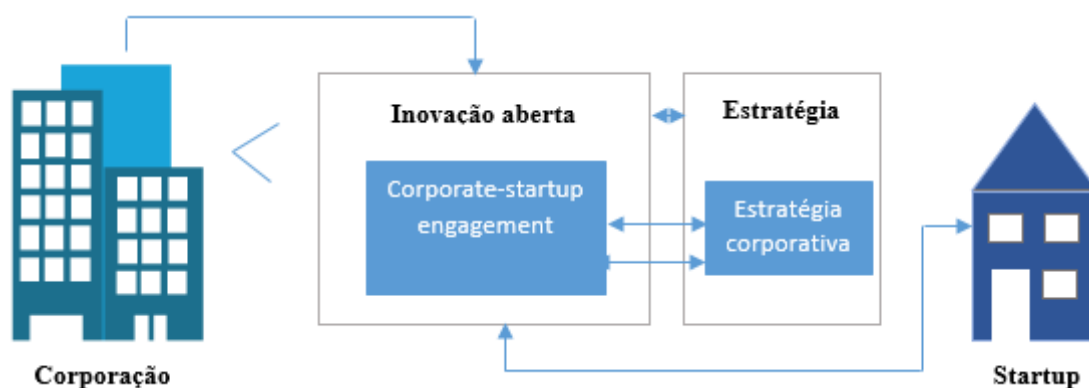 Inovação aberta
Estratégia
Corporate-startup
engagement
Estratégia
corporativa
Corporação
Startup